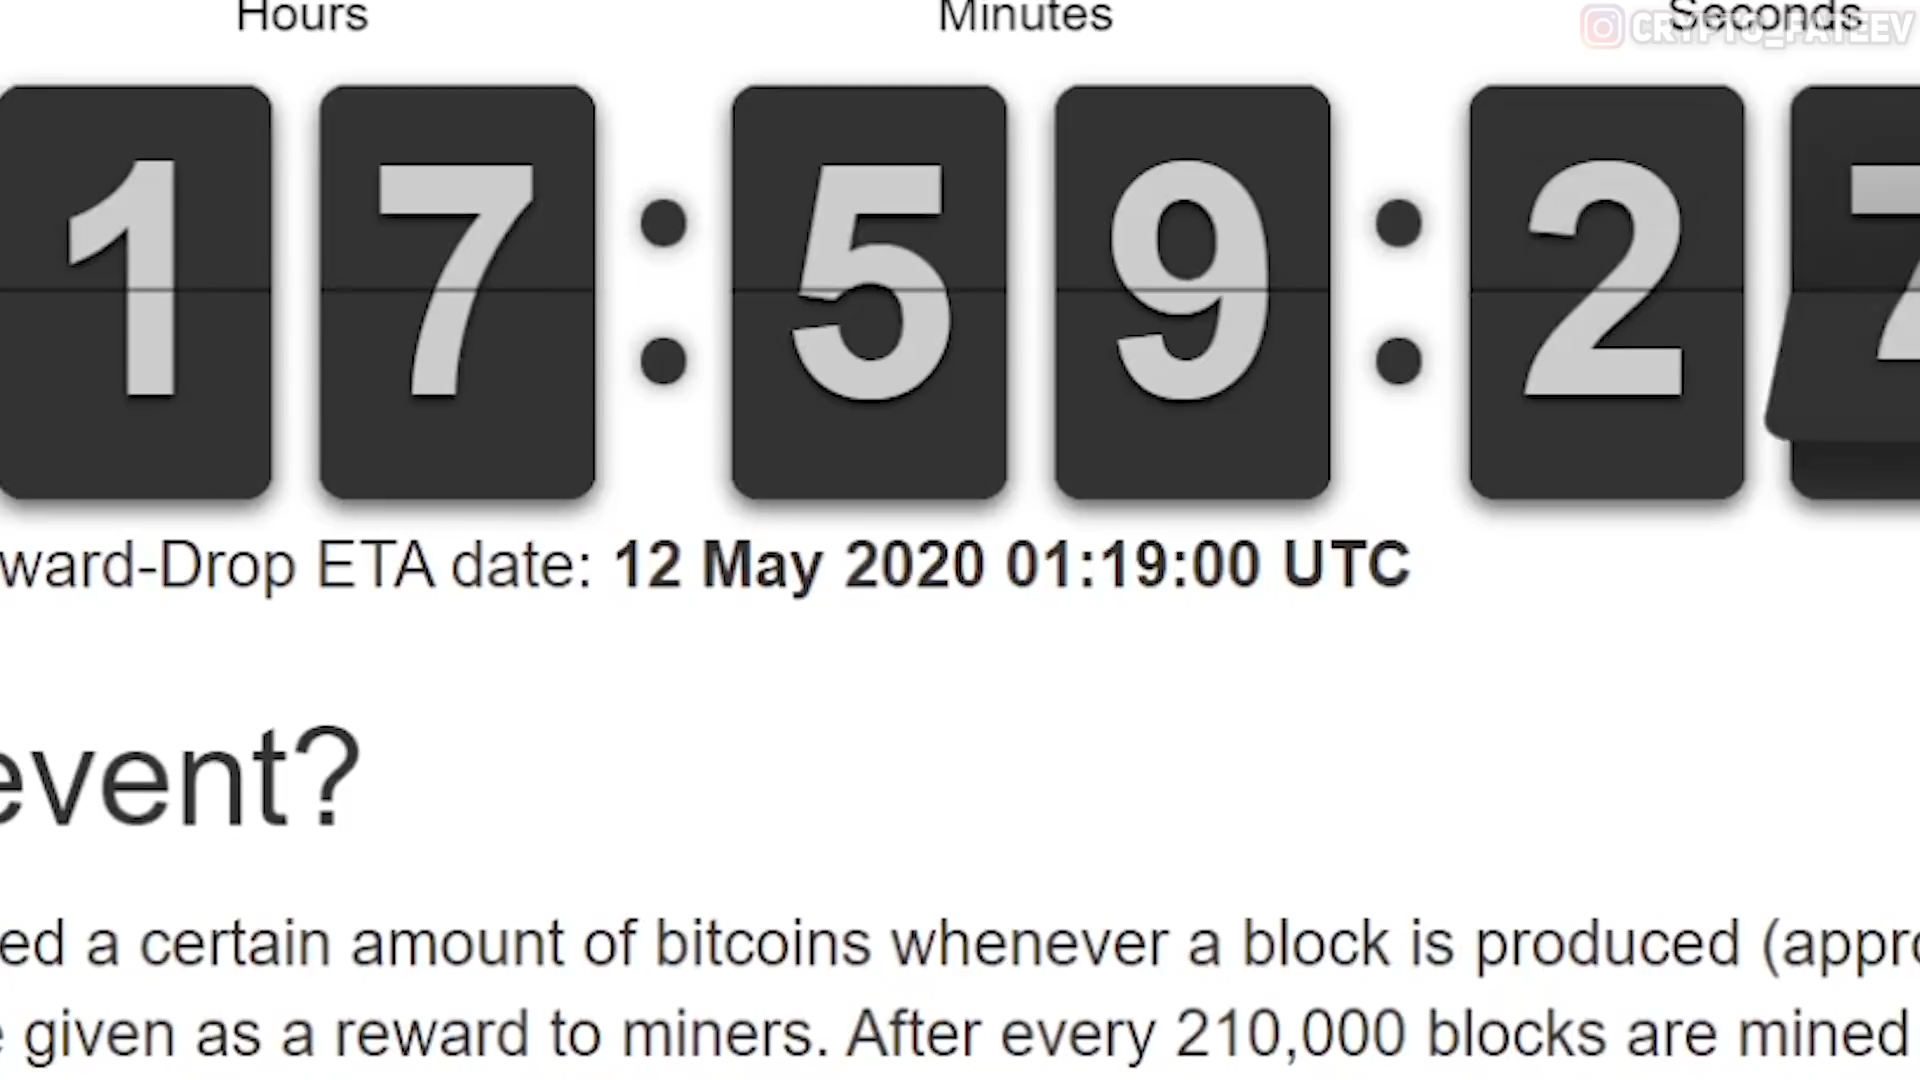 Hours Minutes Seconds
CRYPTO_FATEEV
17:59:27
ward-Drop ETA date: 12 May 2020 01:19:00 UTC
event?
ed a certain amount of bitcoins whenever a block is produced (appro
e given as a reward to miners. After every 210,000 blocks are mined